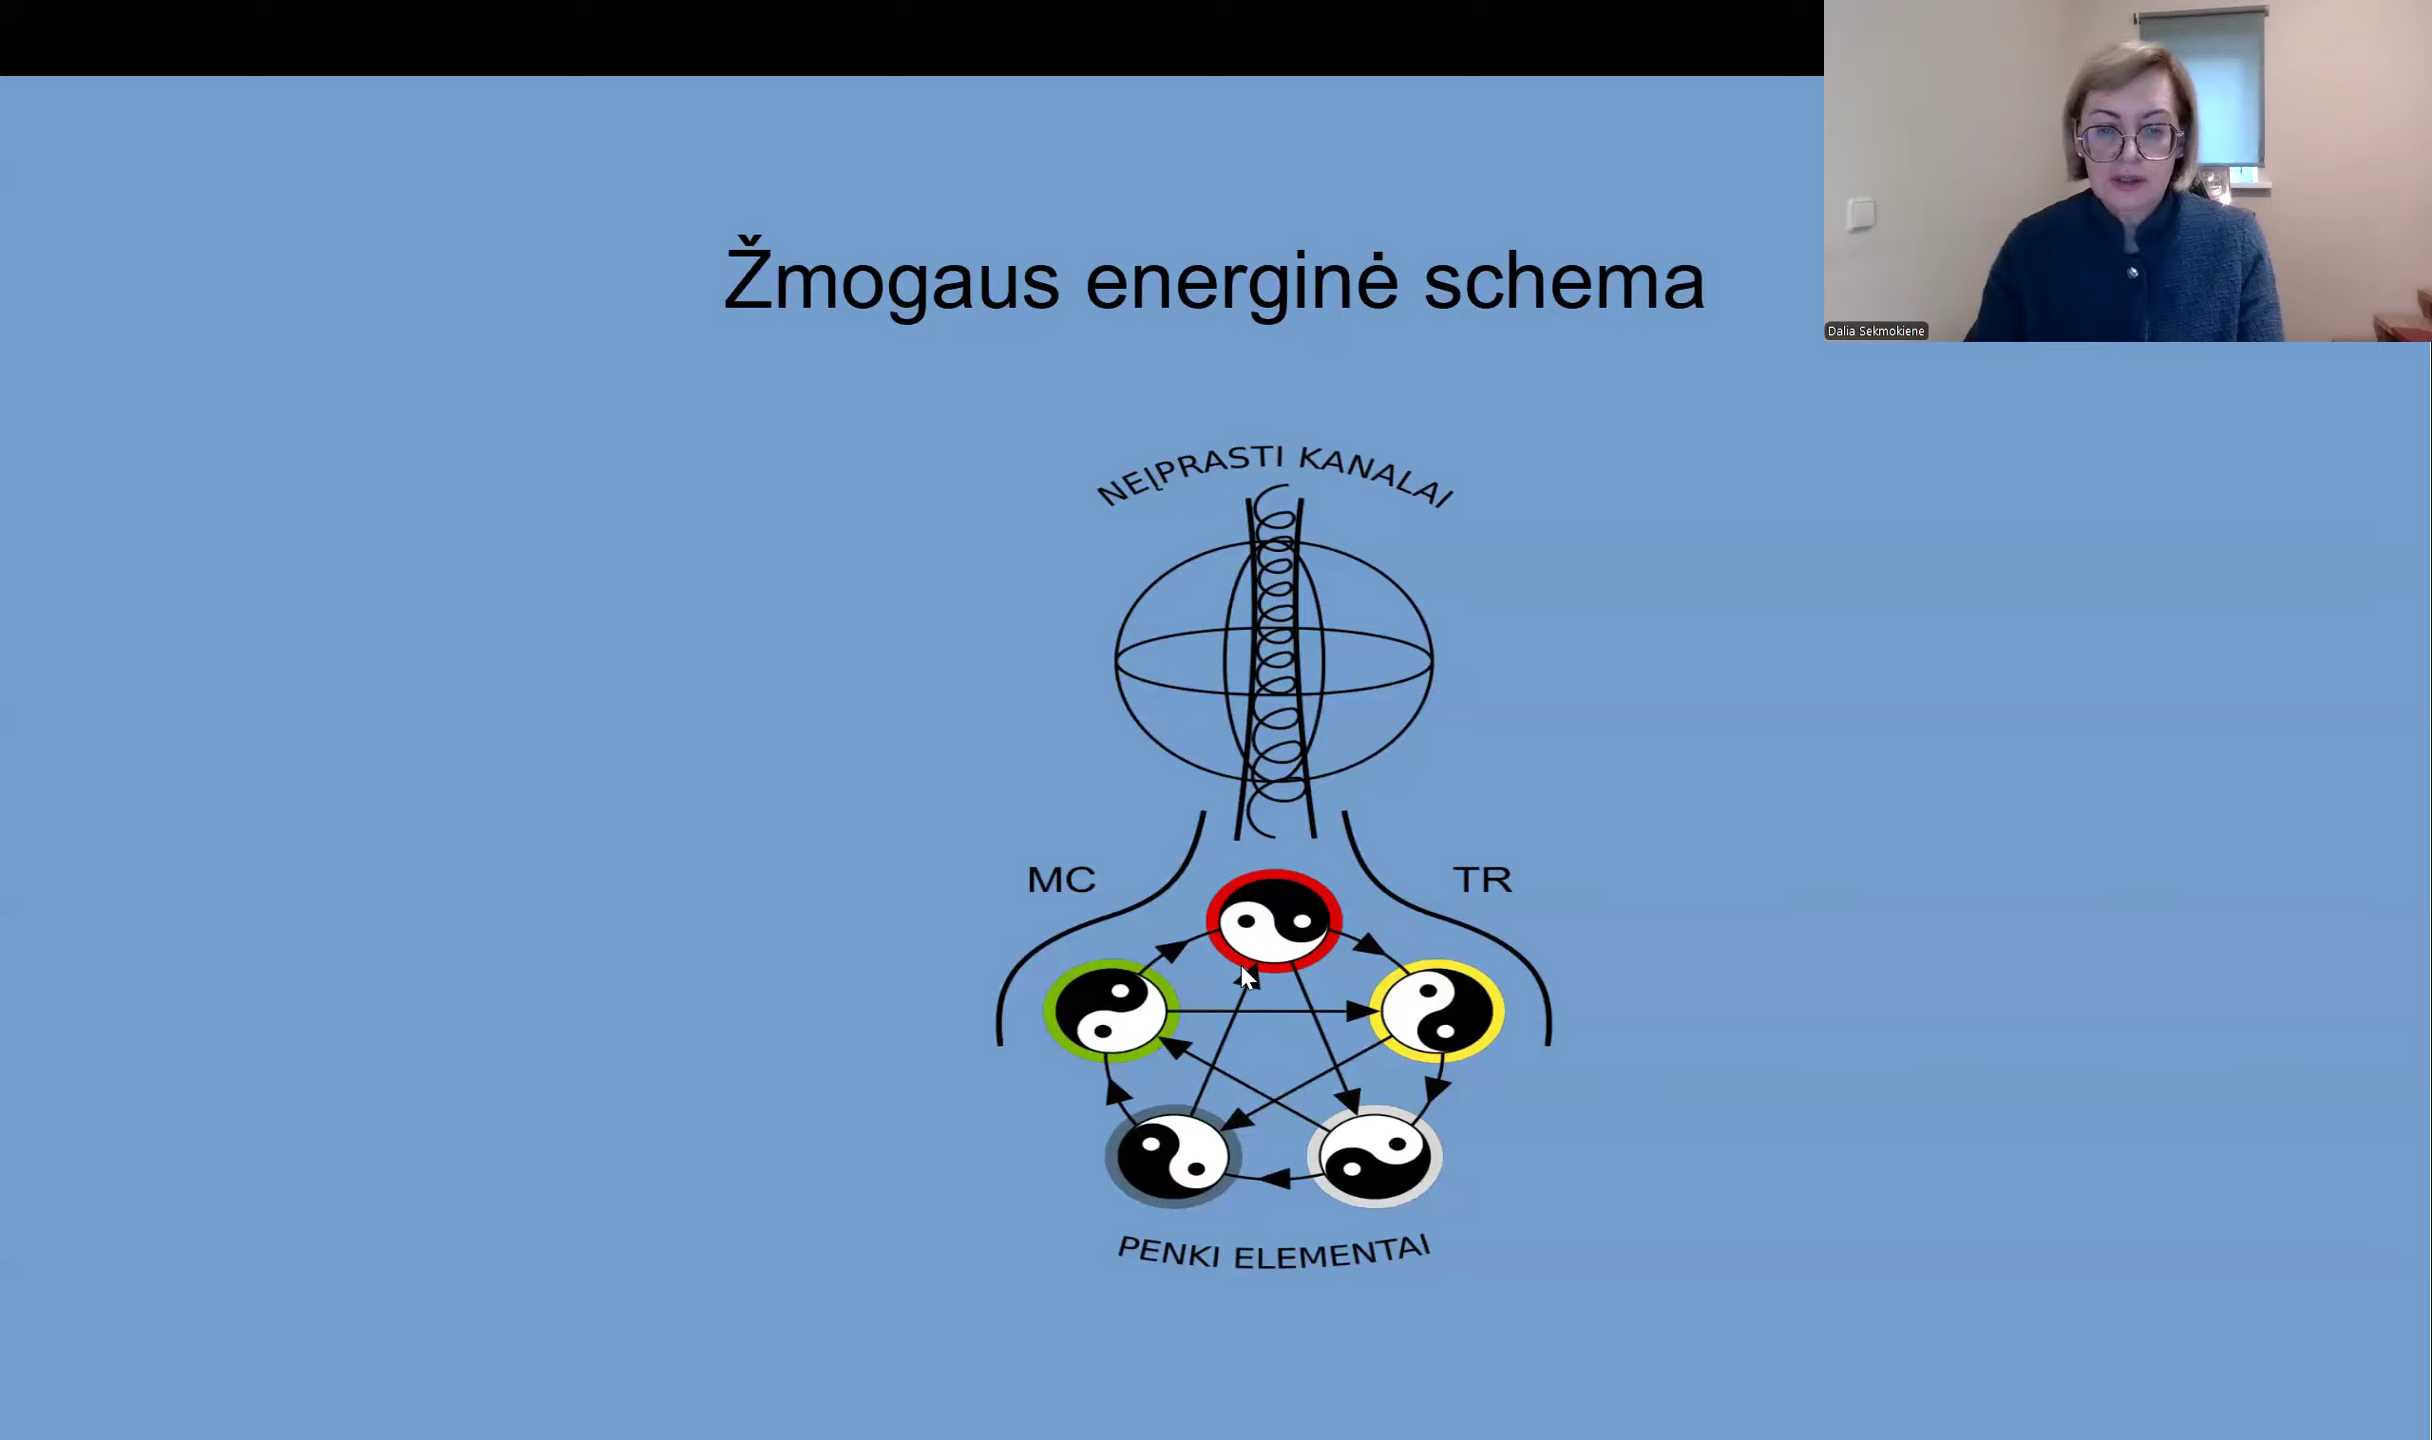 Dalia Sekmokiene
Žmogaus energinė schema
NEĮPRASTI KANALAI
MC
TR
PENKI ELEMENTAI